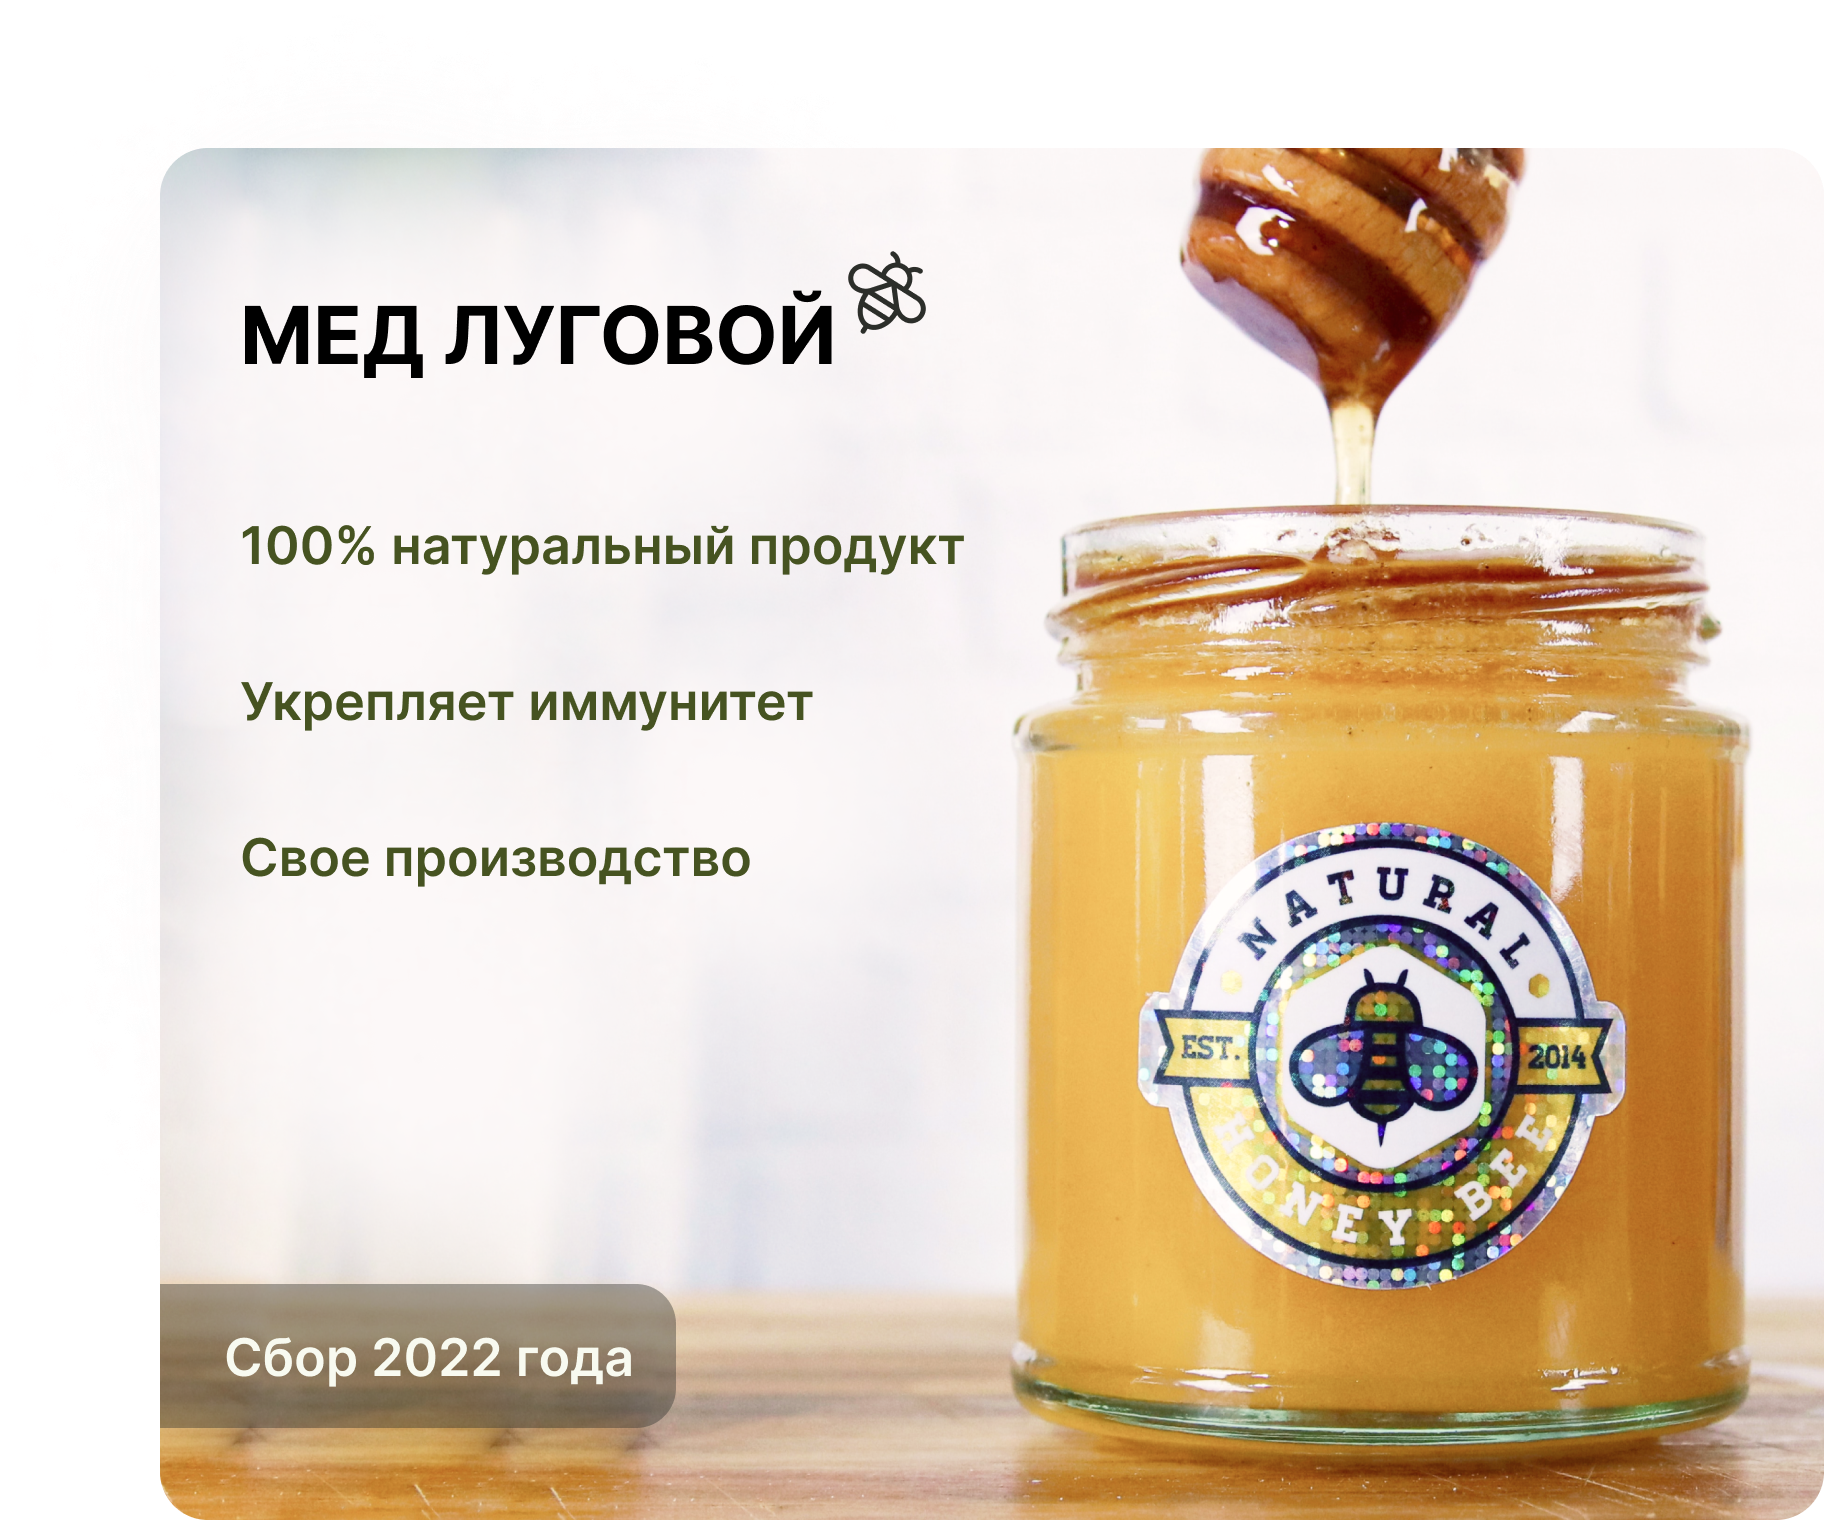 МЕД ЛУГОВОЙ
100% натуральный продукт
Укрепляет иммунитет
Свое производство
NATURAL
EST. 2014
HONEY BEE
Сбор 2022 года